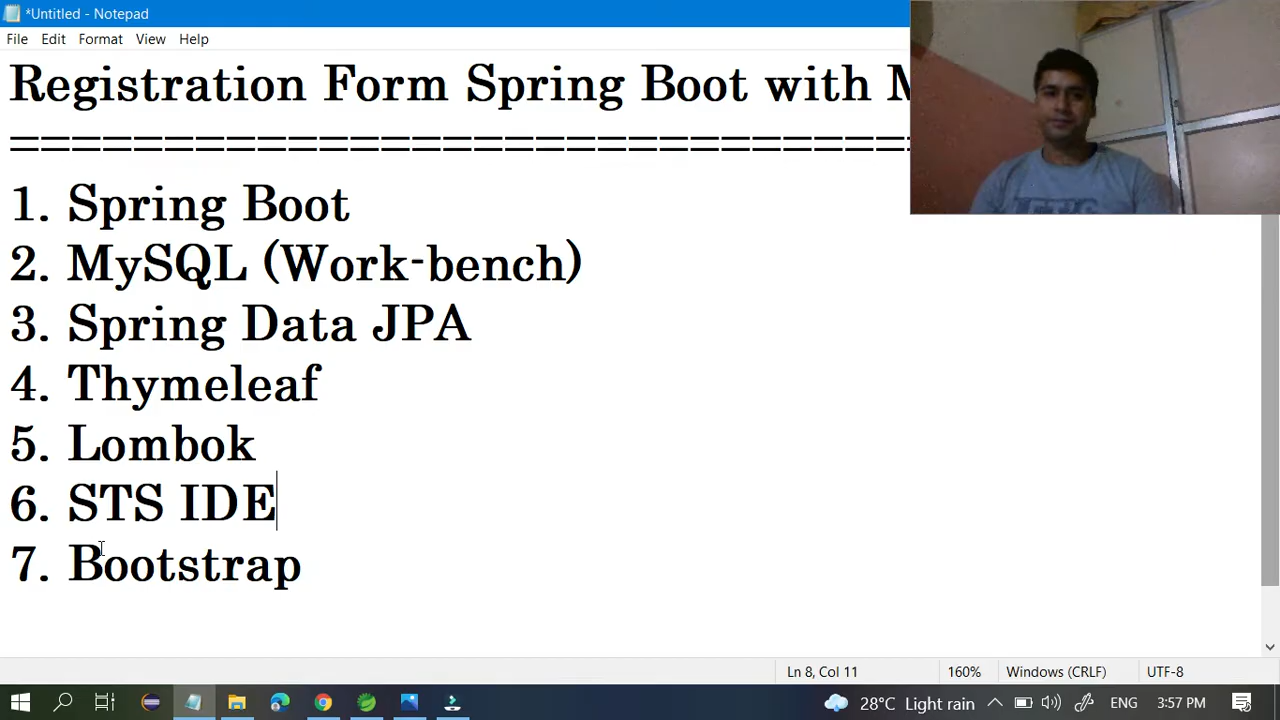 *Untitled - Notepad
File Edit Format View Help
Registration Form Spring Boot with M
======================================
1. Spring Boot
2. MySQL (Work-bench)
3. Spring Data JPA
4. Thymeleaf
5. Lombok
6. STS IDE
7. Bootstrap
Ln 8, Col 11 160% Windows (CRLF) UTF-8
28°C Light rain ENG 3:57 PM